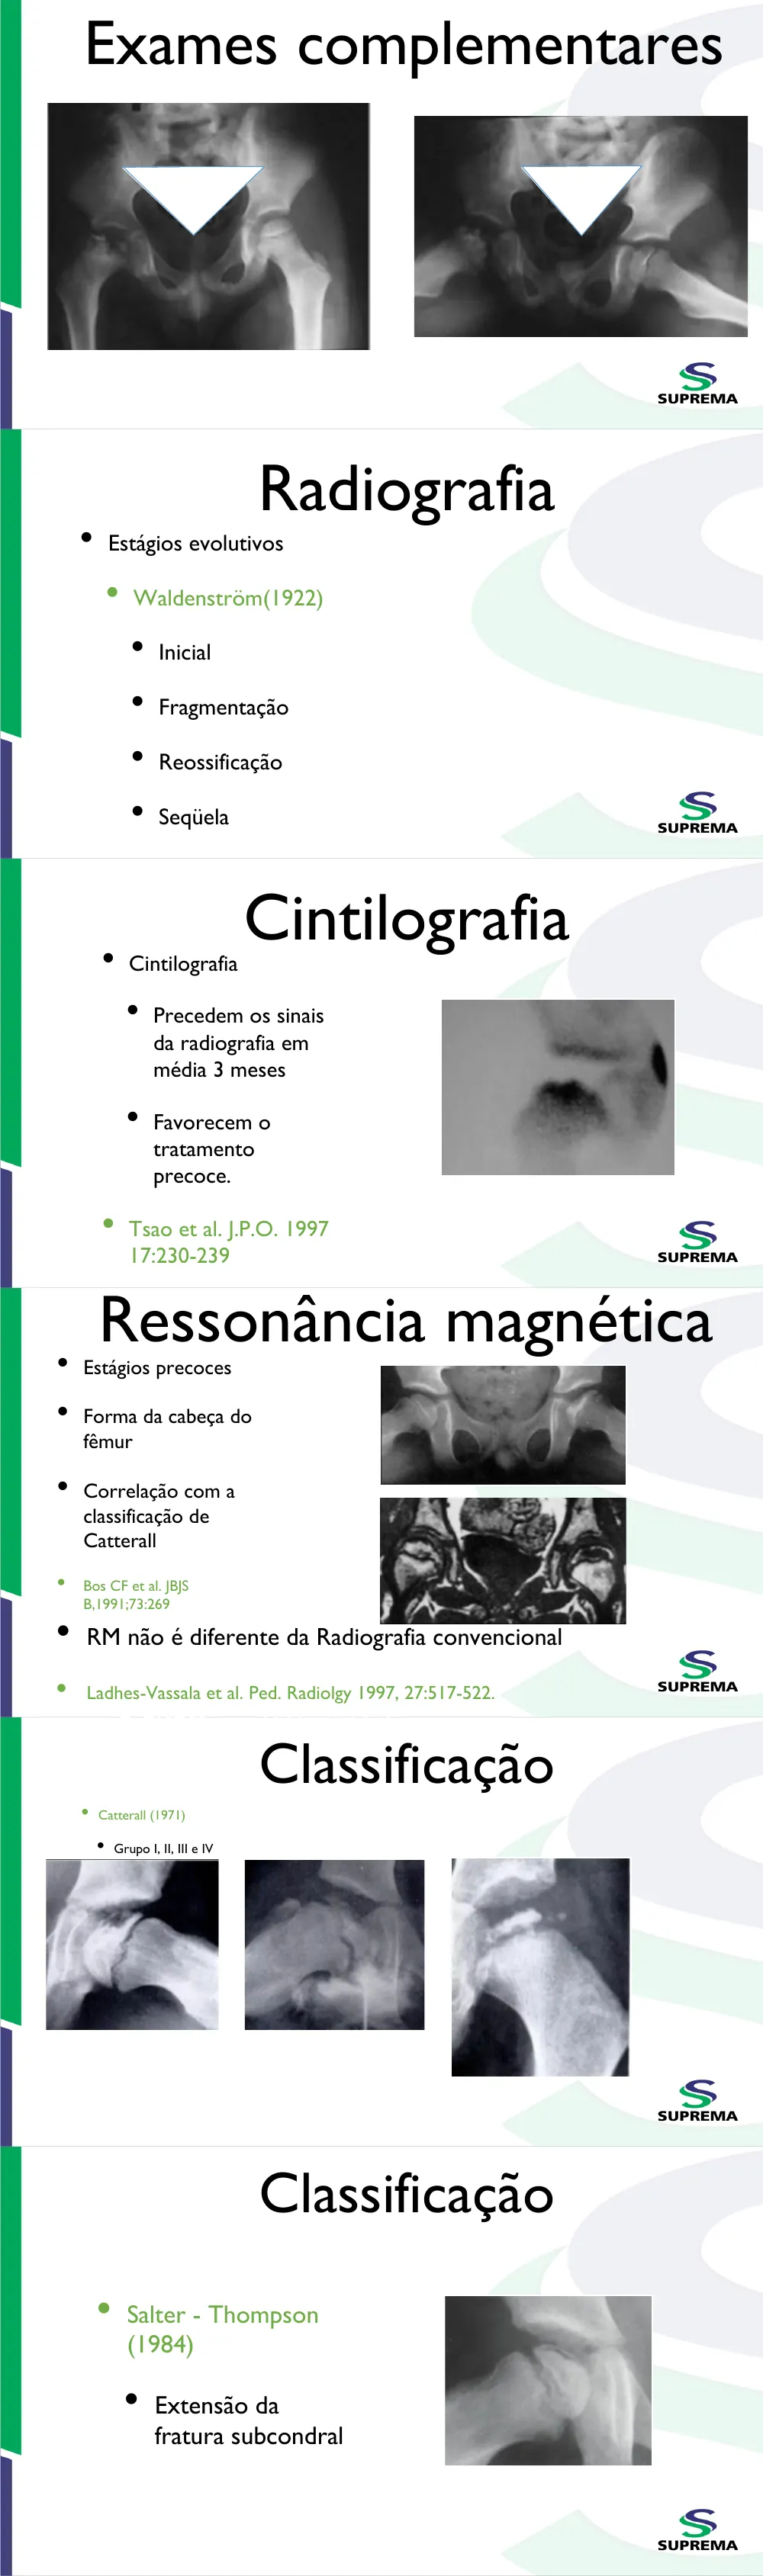 Exames complementares
SUPREMA
Radiografia
• Estágios evolutivos
• Waldenström(1922)
• Inicial
• Fragmentação
• Reossificação
• Seqüela
SUPREMA
Cintilografia
• Cintilografia
• Precedem os sinais
da radiografia em
média 3 meses
• Favorecem o
tratamento
precoce.
• Tsao et al. J.P.O. 1997
17:230-239
SUPREMA
Ressonância magnética
• Estágios precoces
• Forma da cabeça do
fêmur
• Correlação com a
classificação de
Catterall
• Bos CF et al. JBJS
B,1991;73:269
• RM não é diferente da Radiografia convencional
• Ladhes-Vassala et al. Ped. Radiolgy 1997, 27:517-522.
SUPREMA
Classificação
• Catterall (1971)
• Grupo I, II, III e IV
SUPREMA
Classificação
• Salter - Thompson
(1984)
• Extensão da
fratura subcondral
SUPREMA